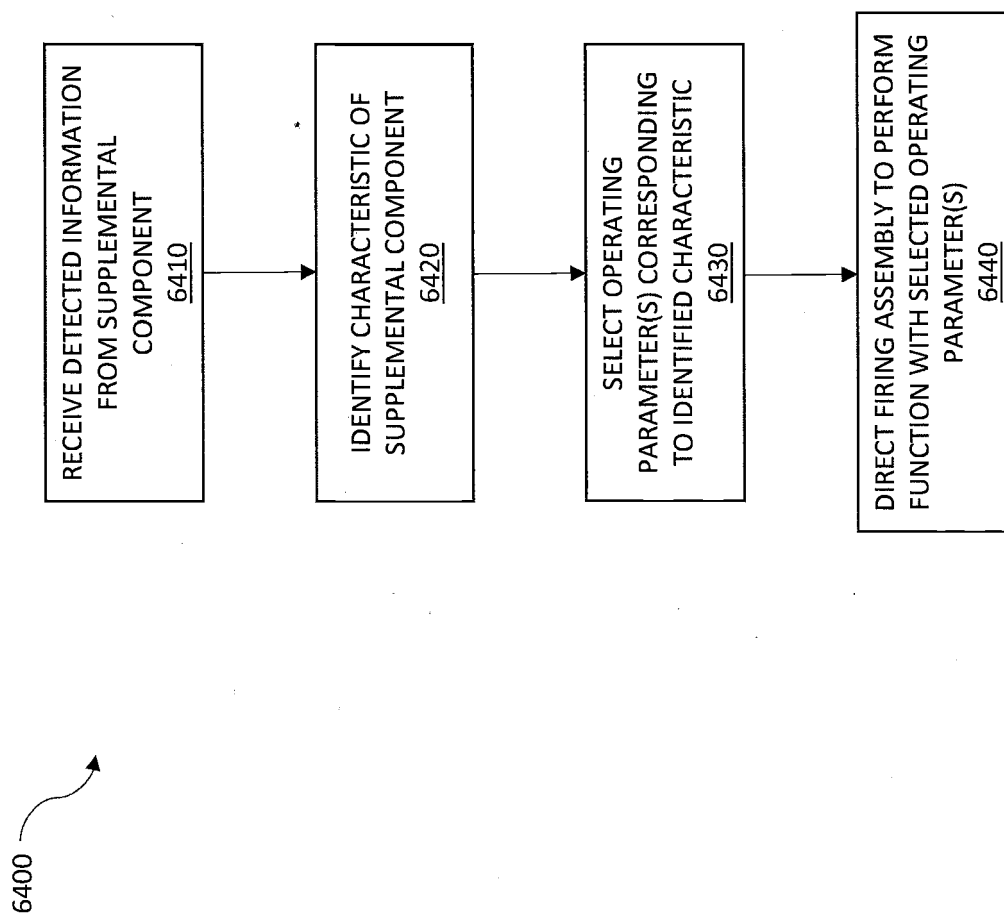 6400
RECEIVE DETECTED INFORMATION
FROM SUPPLEMENTAL
COMPONENT
6410
IDENTIFY CHARACTERISTIC OF
SUPPLEMENTAL COMPONENT
6420
SELECT OPERATING
PARAMETER(S) CORRESPONDING
TO IDENTIFIED CHARACTERISTIC
6430
DIRECT FIRING ASSEMBLY TO PERFORM
FUNCTION WITH SELECTED OPERATING
PARAMETER(S)
6440